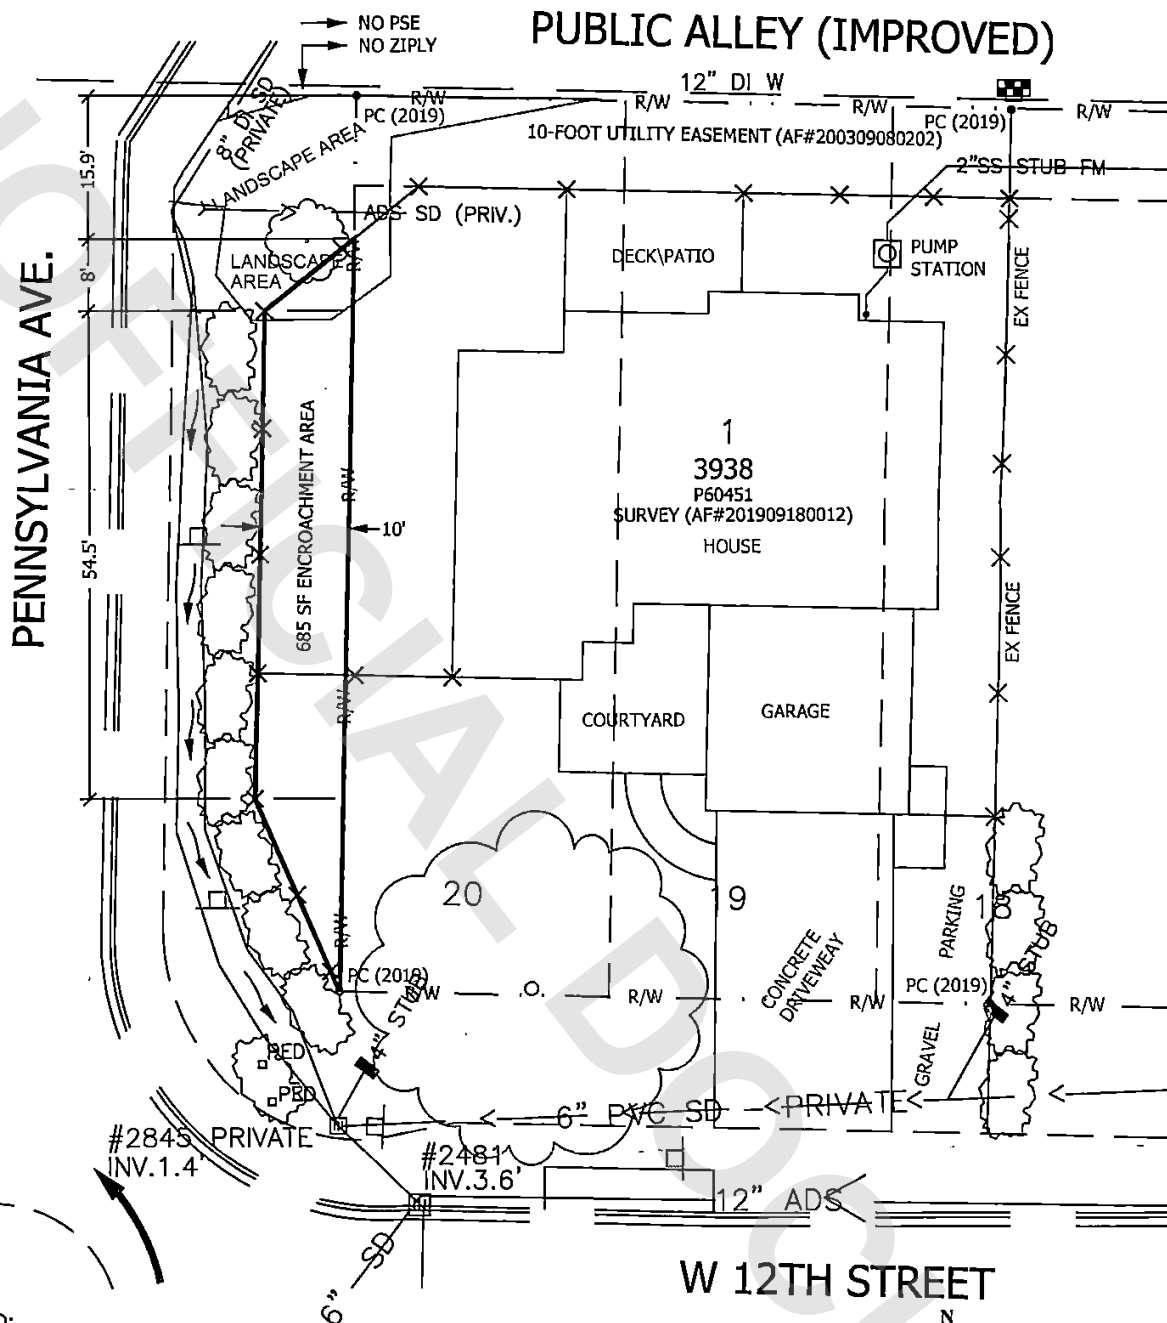 NO PSE
NO ZIPLY
PUBLIC ALLEY (IMPROVED)
12" DI W
R/W
R/W
R/W
R/W
PC (2019)
PC (2019)
8" DI SD
(PRIVATE)
10-FOOT UTILITY EASEMENT (AF#200309080202)
LANDSCAPE AREA
2"SS STUB FM
15.9'
ADS SD (PRIV.)
DECK\PATIO
PUMP
STATION
LANDSCAPE
AREA
R/W
8'
EX FENCE
PENNSYLVANIA AVE.
685 SF ENCROACHMENT AREA
R/W
10'
1
3938
P60451
SURVEY (AF#201909180012)
HOUSE
54.5'
EX FENCE
R/W
COURTYARD
GARAGE
20
19
18
R/W
PARKING
GRAVEL
CONCRETE
DRIVEWEAY
PC (2019)
R/W
R/W
R/W
PC (2019)
R/W
4" STUB
4" STUB
PED
PED
6" PVC SD
PRIVATE
#2845 PRIVATE
INV.1.4'
#2481
INV.3.6'
12" ADS
6" SD
W 12TH STREET
N
UNOFFICIAL DOC